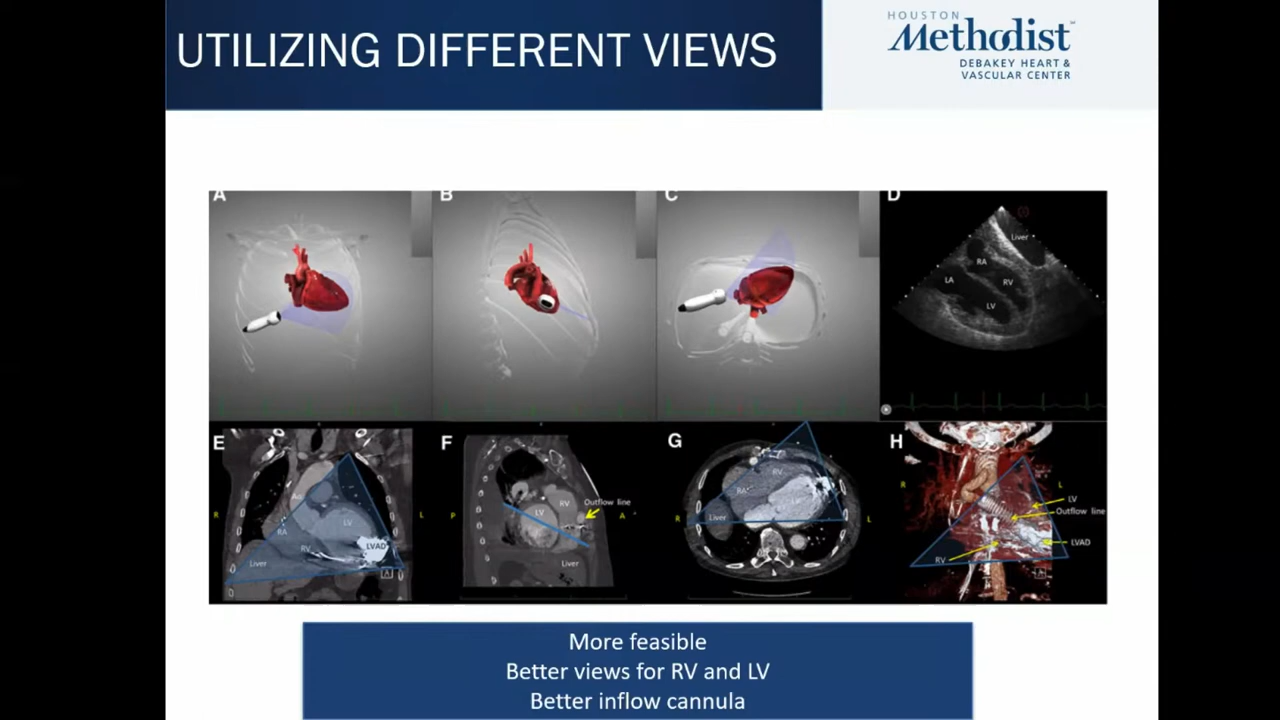 UTILIZING DIFFERENT VIEWS
HOUSTON
Methodist
DEBAKEY HEART &
VASCULAR CENTER
A
B
C
D
Liver
RA
LA
RV
LV
E
Ao
RA
LV
RV
LVAD
Liver
R
L
A
F
RV
LV
Outflow line
P
A
Liver
G
RV
RA
LV
Liver
R
L
H
R
L
LV
Outflow line
LVAD
RV
A
More feasible
Better views for RV and LV
Better inflow cannula